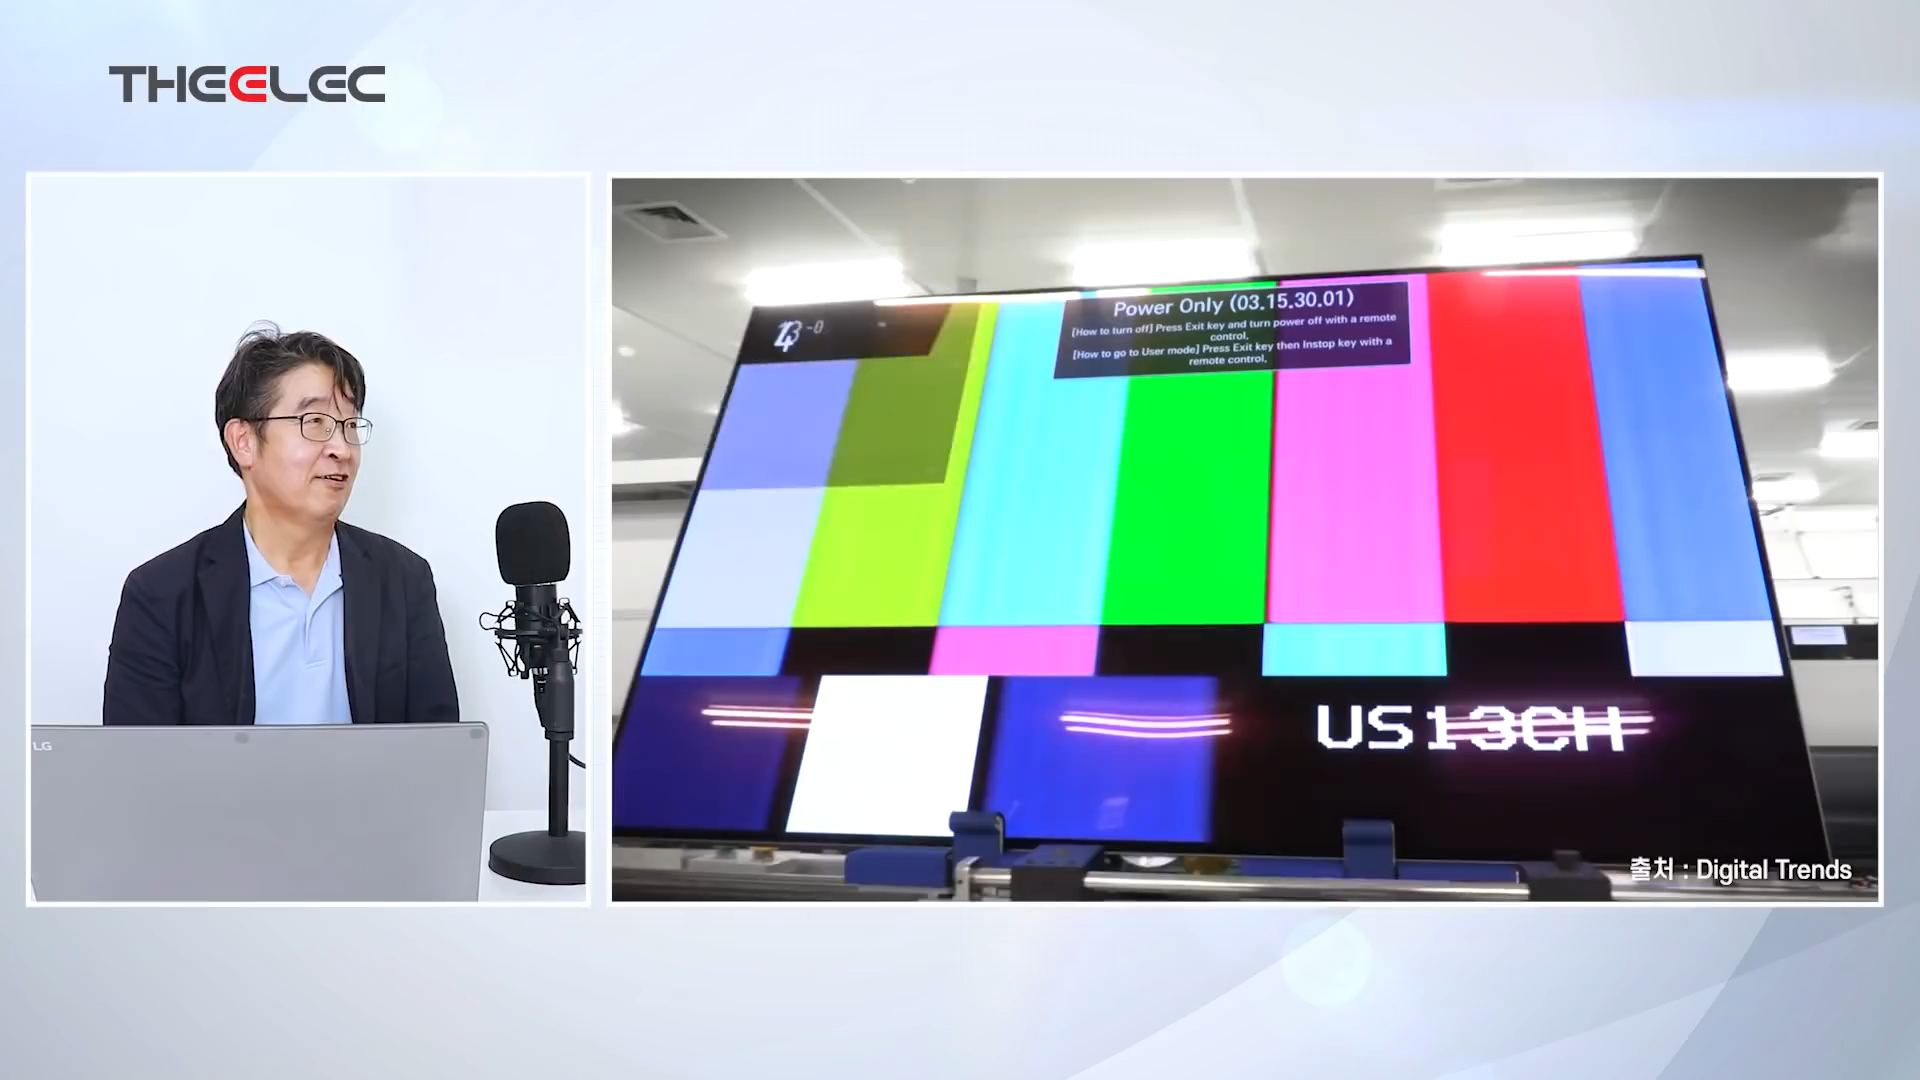 THEELEC
Power Only (03.15.30.01)
[How to turn off] Press Exit key and turn power off with a remote
control.
[How to go to User mode] Press Exit key then Instop key with a
remote control.
-0
US13CH
LG
출처 : Digital Trends